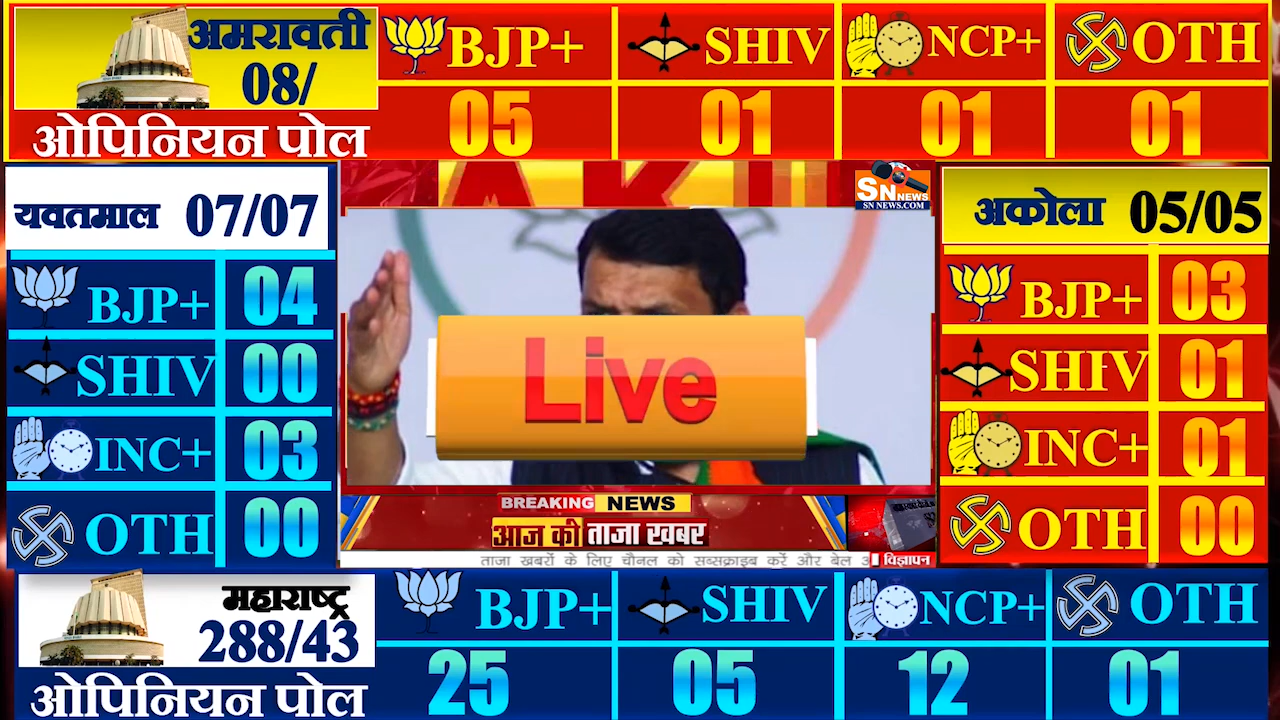 अमरावती
08/
ओपिनियन पोल
BJP+ SHIV NCP+ OTH
05 01 01 01
यवतमाल 07/07
BJP+ 04
SHIV 00
INC+ 03
OTH 00
SN NEWS
SN NEWS.COM
Live
BREAKING NEWS
आज की ताजा खबर
ताजा खबरों के लिए चौनल को सब्सक्राइब करें और बेल
विज्ञापन
अकोला 05/05
BJP+ 03
SHIV 01
INC+ 01
OTH 00
महाराष्ट्र
288/43
ओपिनियन पोल
BJP+ SHIV NCP+ OTH
25 05 12 01